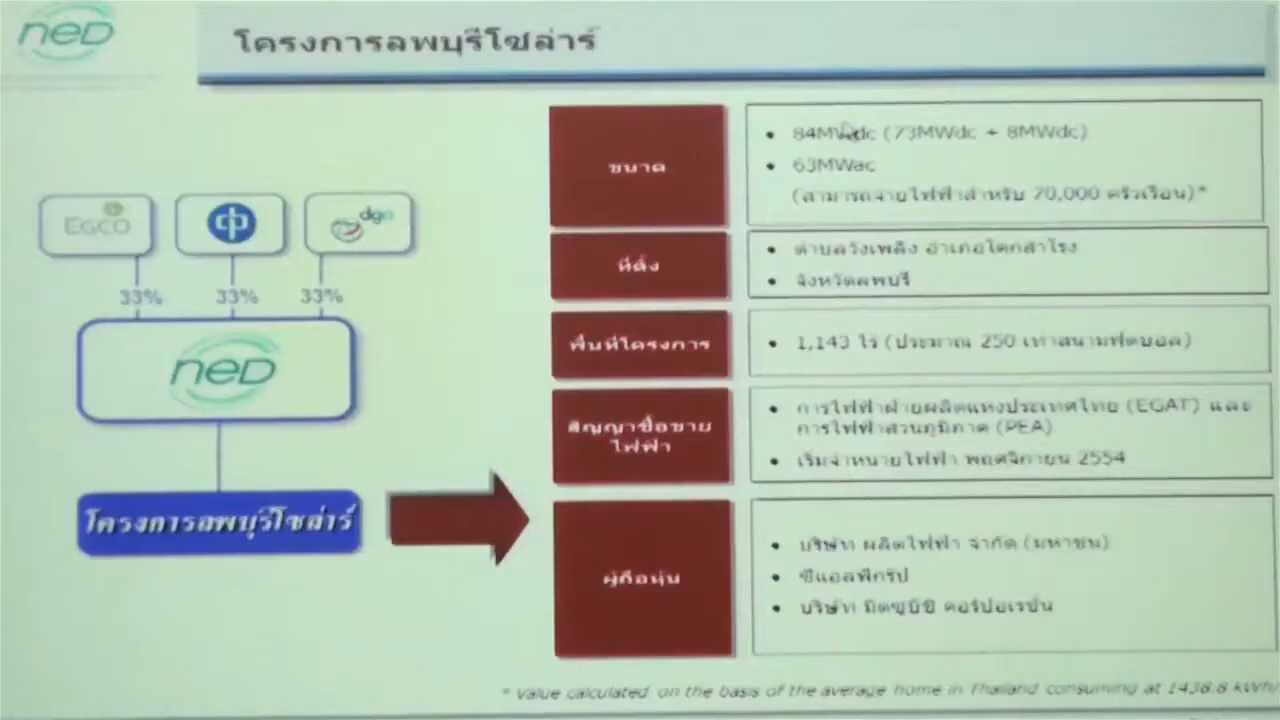 ned
โครงการลพบุรีโซล่าร์
EGCO
dga
33%
33%
33%
ned
โครงการลพบุรีโซล่าร์
ขนาด
84MWdc (73MWdc + 8MWdc)
63MWac
(สามารถจ่ายไฟฟ้าสำหรับ 70,000 ครัวเรือน)*
ที่ตั้ง
ตำบลวังเพลิง อำเภอโคกสำโรง
จังหวัดลพบุรี
พื้นที่โครงการ
1,143 ไร่ (ประมาณ 250 เท่าสนามฟุตบอล)
สัญญาซื้อขาย
ไฟฟ้า
การไฟฟ้าฝ่ายผลิตแห่งประเทศไทย (EGAT) และ
การไฟฟ้าส่วนภูมิภาค (PEA)
เริ่มจำหน่ายไฟฟ้า พฤศจิกายน 2554
ผู้ถือหุ้น
บริษัท ผลิตไฟฟ้า จำกัด (มหาชน)
ซีแอลพีกรุ๊ป
บริษัท มิตซูบิชิ คอร์ปอเรชั่น
* Value calculated on the basis of the average home in Thailand consuming at 1438.8 kWh/